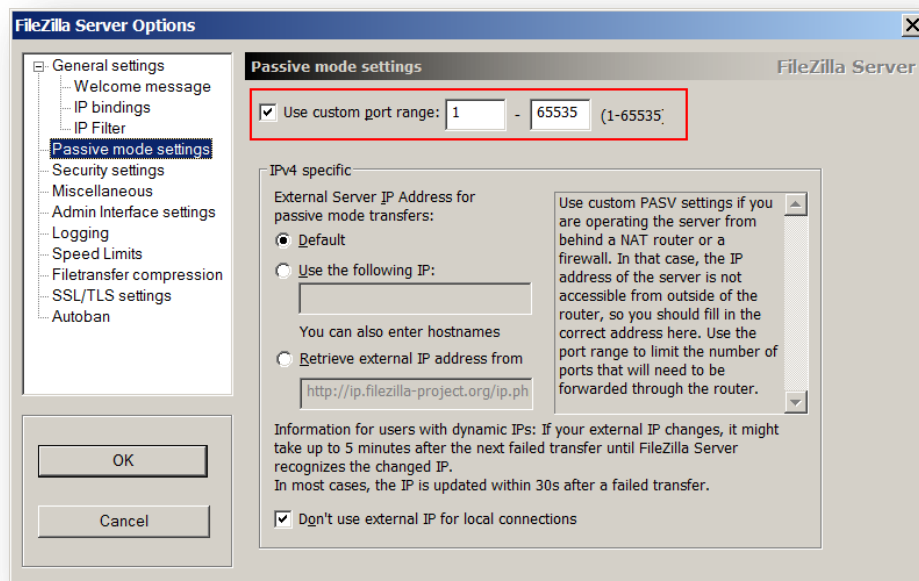 FileZilla Server Options
General settings
Welcome message
IP bindings
IP Filter
Passive mode settings
Security settings
Miscellaneous
Admin Interface settings
Logging
Speed Limits
Filetransfer compression
SSL/TLS settings
Autoban
OK
Cancel
Passive mode settings
FileZilla Server
Use custom port range: 1 - 65535 (1-65535)
IPv4 specific
External Server IP Address for
passive mode transfers:
Default
Use the following IP:
You can also enter hostnames
Retrieve external IP address from
http://ip.filezilla-project.org/ip.ph
Use custom PASV settings if you
are operating the server from
behind a NAT router or a
firewall. In that case, the IP
address of the server is not
accessible from outside of the
router, so you should fill in the
correct address here. Use the
port range to limit the number of
ports that will need to be
forwarded through the router.
Information for users with dynamic IPs: If your external IP changes, it might
take up to 5 minutes after the next failed transfer until FileZilla Server
recognizes the changed IP.
In most cases, the IP is updated within 30s after a failed transfer.
Don't use external IP for local connections